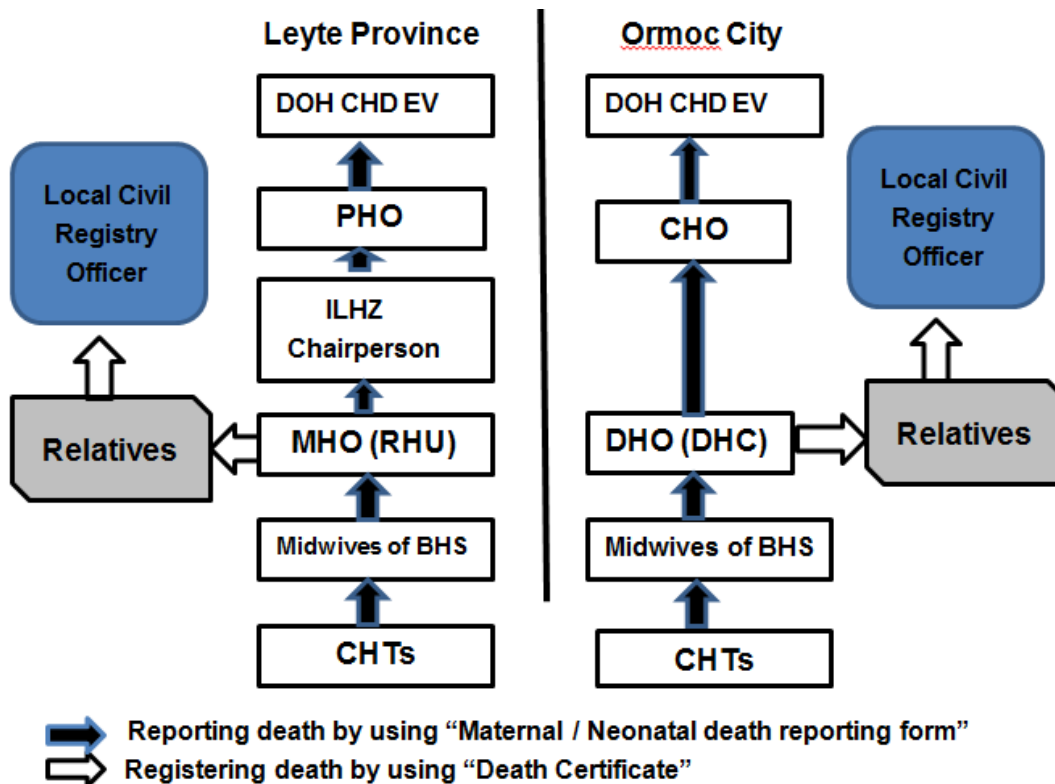 Leyte Province
DOH CHD EV
PHO
ILHZ
Chairperson
MHO (RHU)
Midwives of BHS
CHTs
Local Civil
Registry
Officer
Relatives
Ormoc City
DOH CHD EV
CHO
DHO (DHC)
Midwives of BHS
CHTs
Local Civil
Registry
Officer
Relatives
Reporting death by using “Maternal / Neonatal death reporting form”
Registering death by using “Death Certificate”